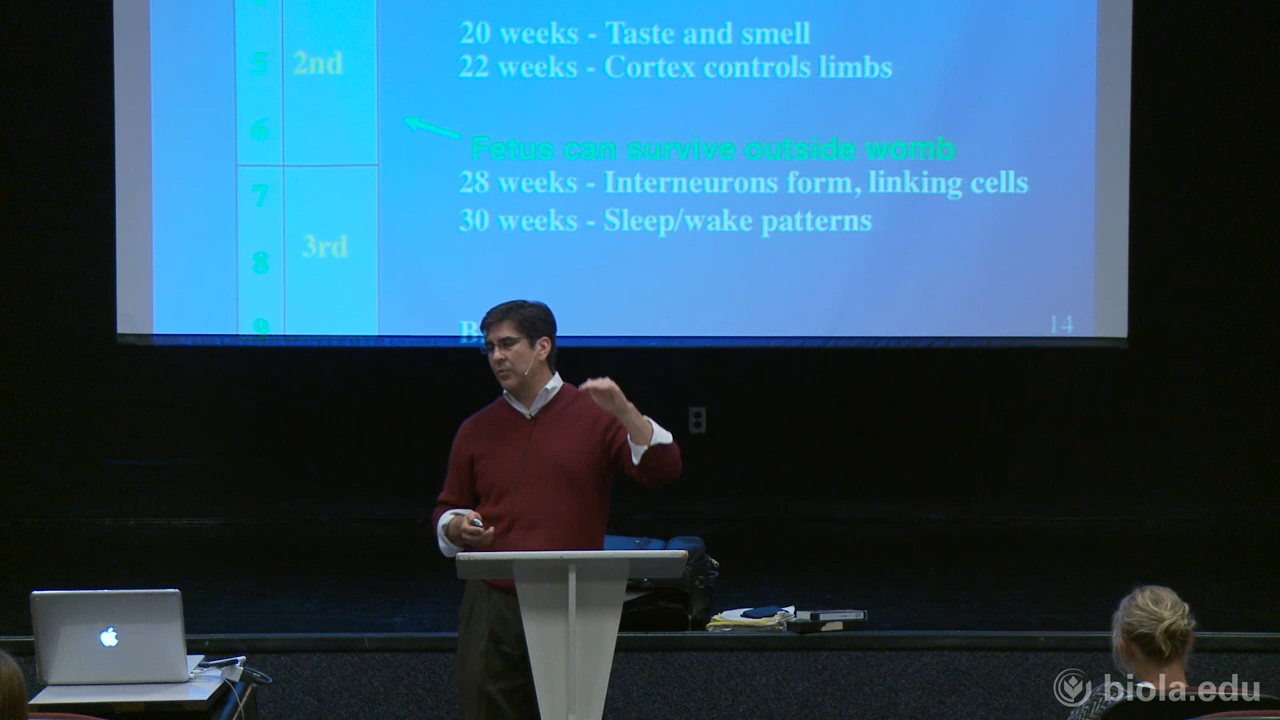 20 weeks - Taste and smell
5 2nd 22 weeks - Cortex controls limbs
6
Fetus can survive outside womb
7 28 weeks - Interneurons form, linking cells
30 weeks - Sleep/wake patterns
3rd
8
9
14
biola.edu